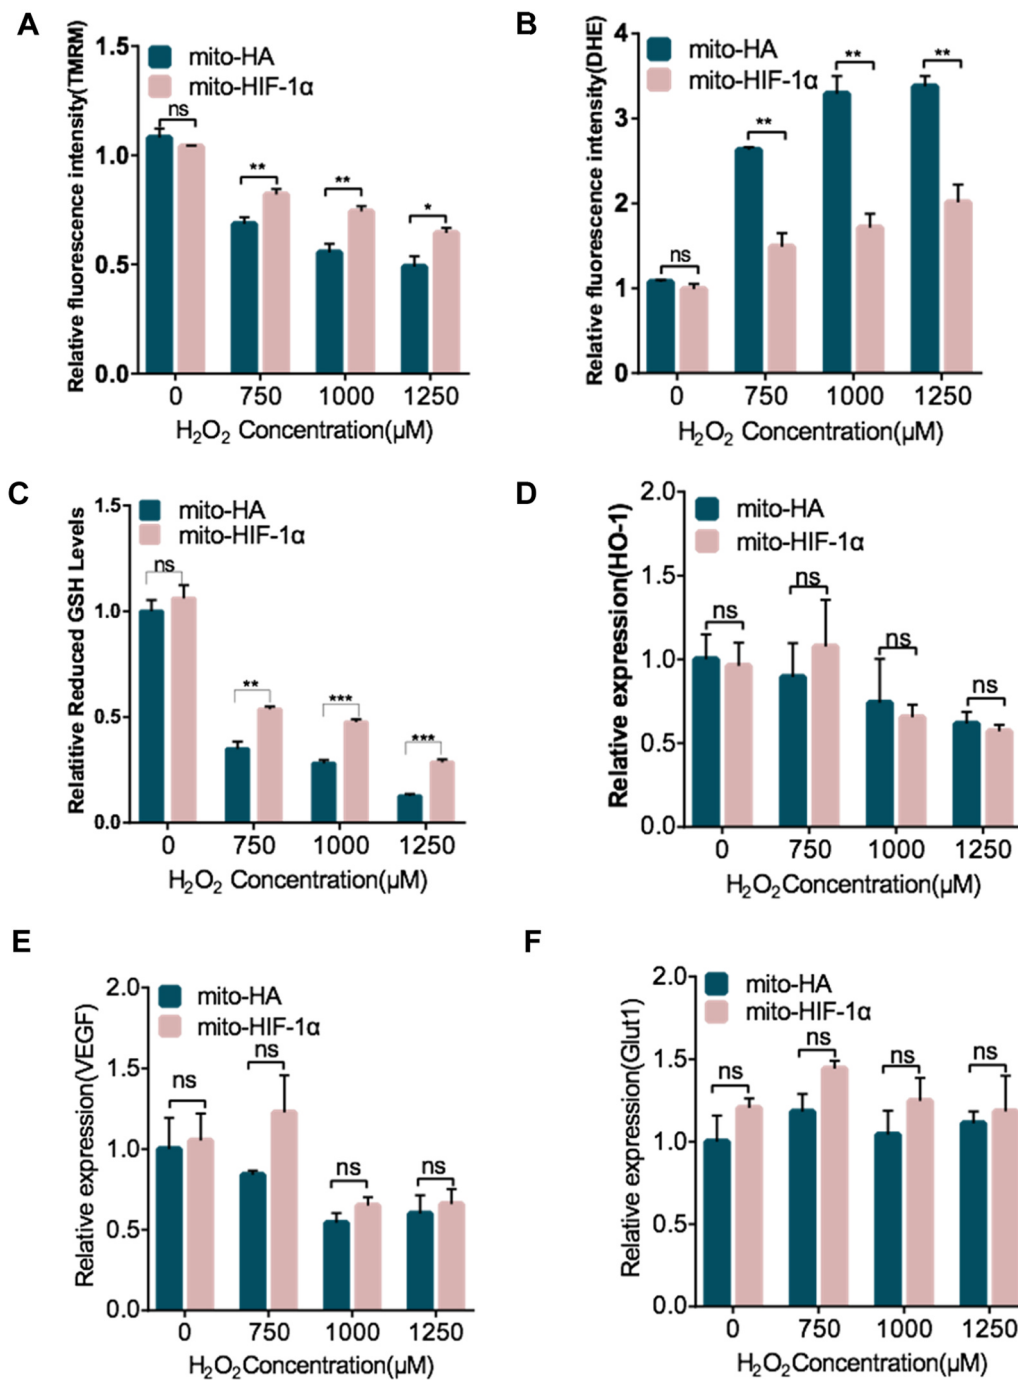 A
Relative fluorescence intensity(TMRM)
1.5
1.0
0.5
0.0
mito-HA
mito-HIF-1α
ns
**
**
*
0 750 1000 1250
H₂O₂ Concentration(μM)
B
Relative fluorescence intensity(DHE)
4
3
2
1
0
mito-HA
mito-HIF-1α
ns
**
**
**
0 750 1000 1250
H₂O₂ Concentration(μM)
C
Relatitive Reduced GSH Levels
1.5
1.0
0.5
0.0
mito-HA
mito-HIF-1α
ns
**
***
***
0 750 1000 1250
H₂O₂ Concentration(μM)
D
Relative expression(HO-1)
2.0
1.5
1.0
0.5
0.0
mito-HA
mito-HIF-1α
ns
ns
ns
ns
0 750 1000 1250
H₂O₂Concentration(μM)
E
Relative expression(VEGF)
2.0
1.5
1.0
0.5
0.0
mito-HA
mito-HIF-1α
ns
ns
ns
ns
0 750 1000 1250
H₂O₂Concentration(μM)
F
Relative expression(Glut1)
2.0
1.5
1.0
0.5
0.0
mito-HA
mito-HIF-1α
ns
ns
ns
ns
0 750 1000 1250
H₂O₂Concentration(μM)